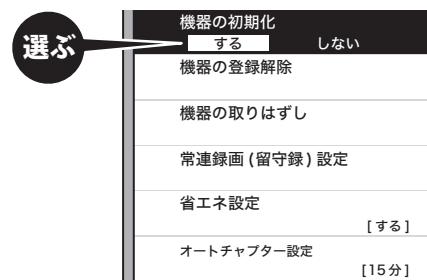 選ぶ
機器の初期化
する しない
機器の登録解除
機器の取りはずし
常連録画 (留守録) 設定
省エネ設定
[する]
オートチャプター設定
[15分]